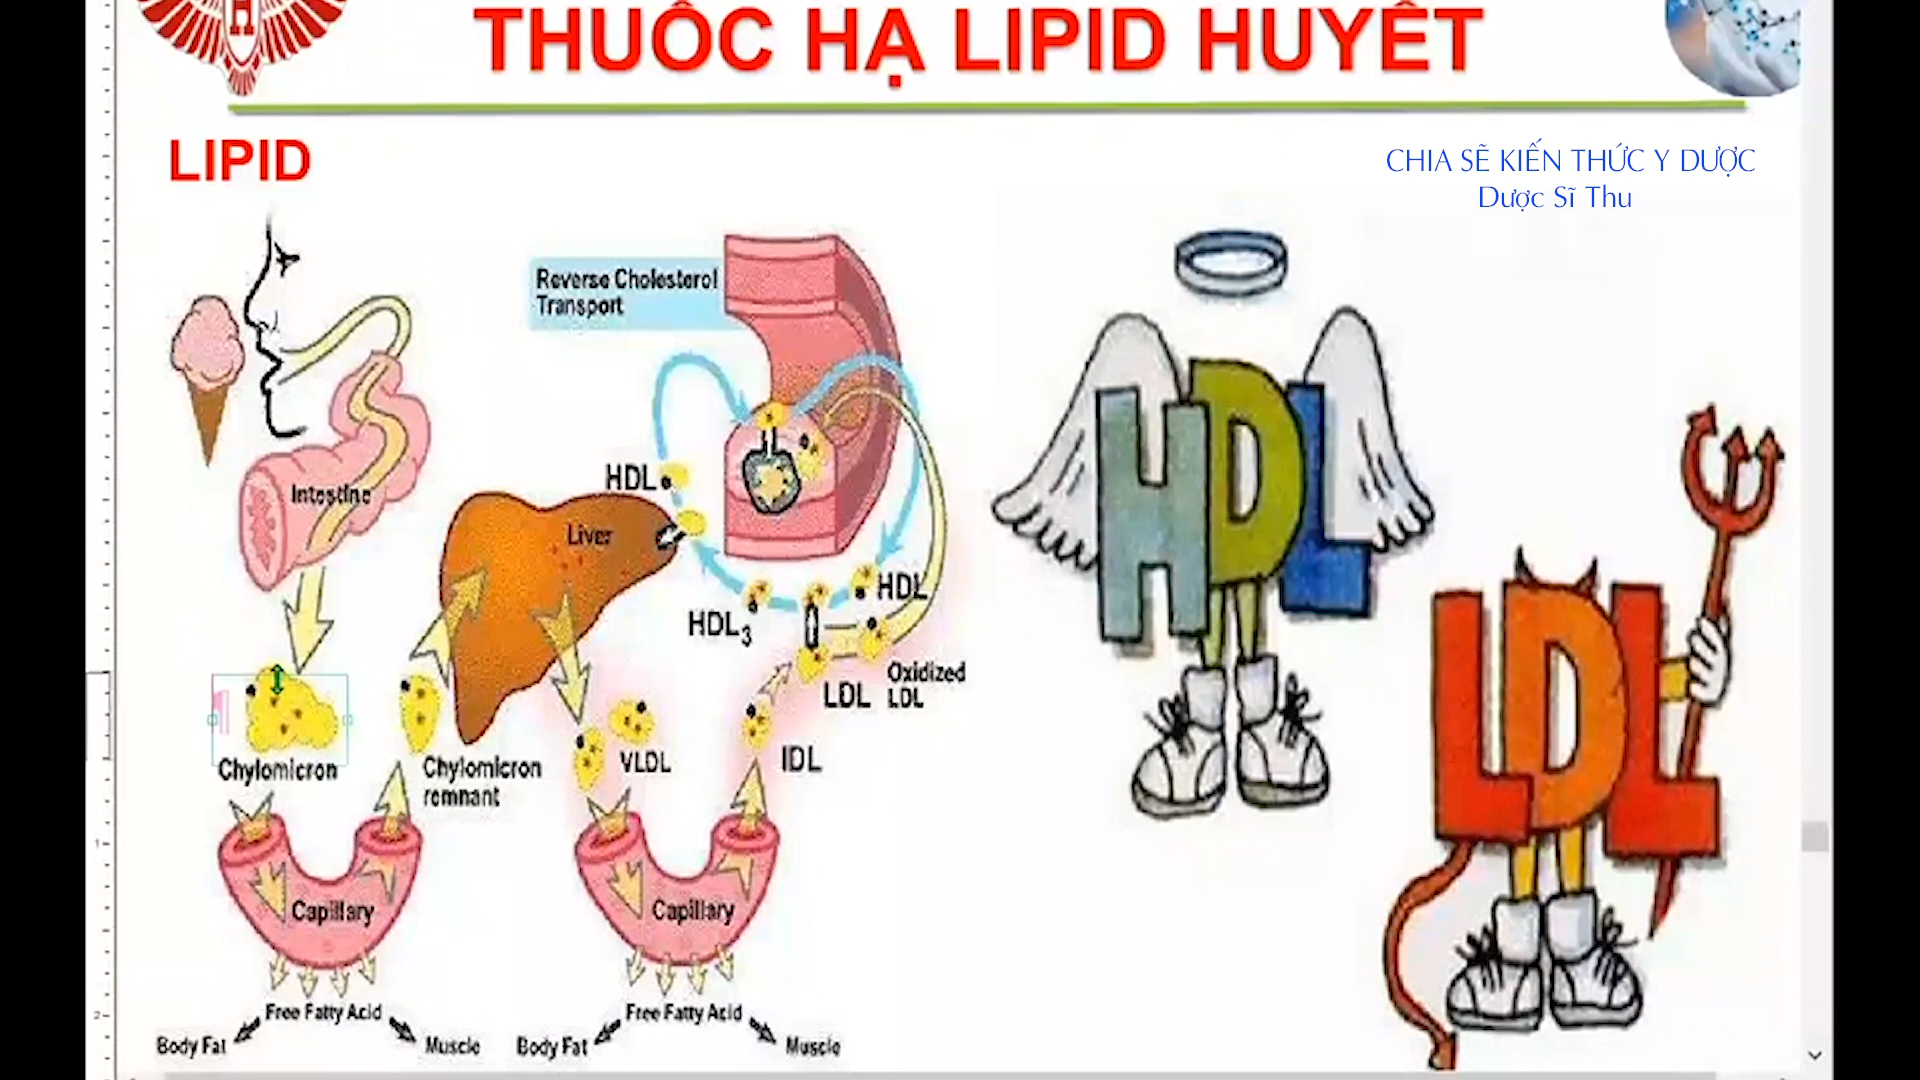 THUỐC HẠ LIPID HUYẾT
LIPID
CHIA SẼ KIẾN THỨC Y DƯỢC
Dược Sĩ Thu
Reverse Cholesterol
Transport
HDL
Intestine
Liver
HDL
HDL3
Oxidized
LDL
LDL
Chylomicron
Chylomicron
remnant
VLDL
IDL
Capillary
Capillary
Free Fatty Acid
Free Fatty Acid
Body Fat
Muscle
Body Fat
Muscle
HDL
LDL
H
1
2